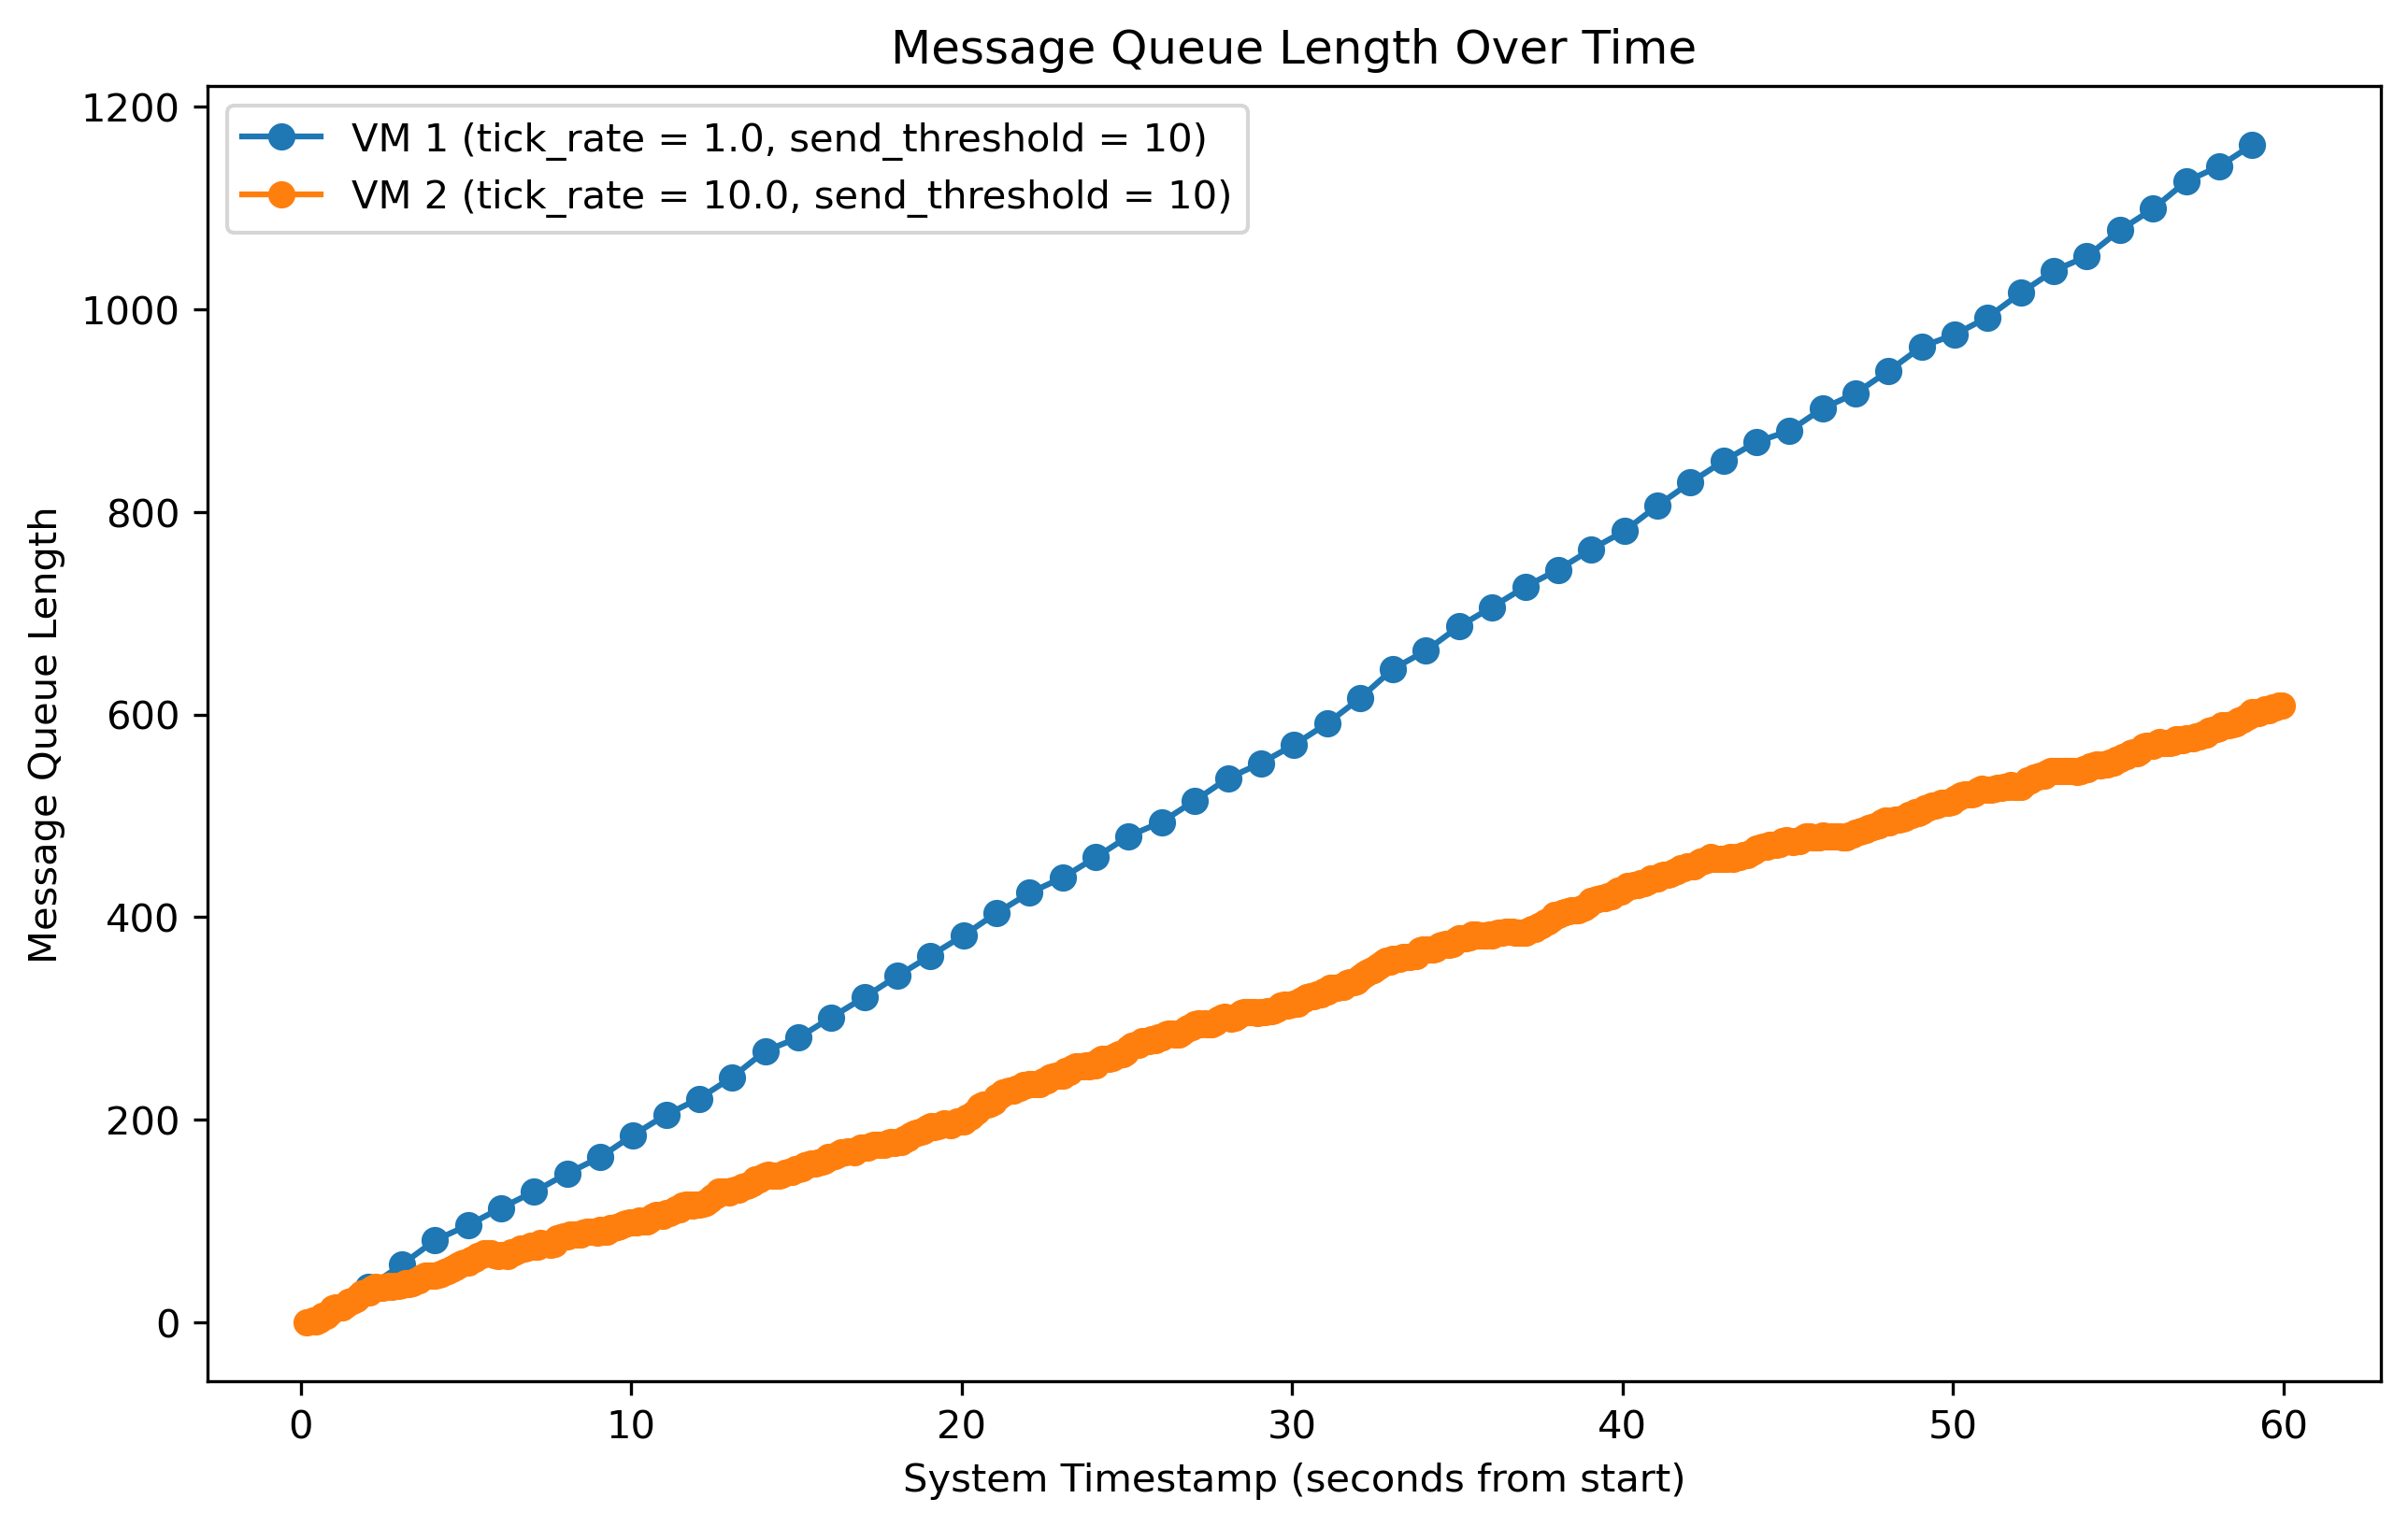 Message Queue Length Over Time
VM 1 (tick_rate = 1.0, send_threshold = 10)
VM 2 (tick_rate = 10.0, send_threshold = 10)
Message Queue Length
1200
1000
800
600
400
200
0
0 10 20 30 40 50 60
System Timestamp (seconds from start)